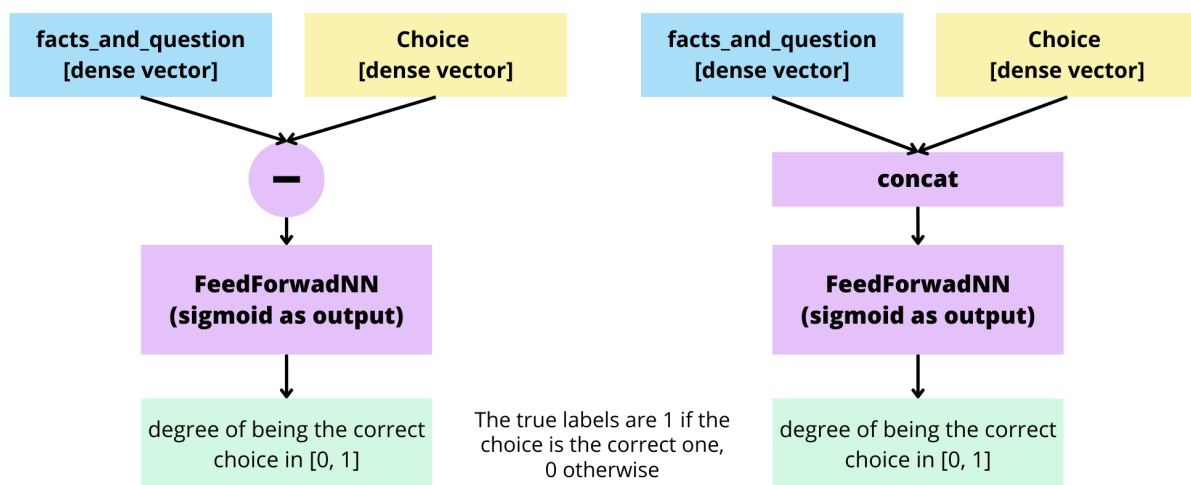 facts_and_question
[dense vector]
Choice
[dense vector]
–
FeedForwadNN
(sigmoid as output)
degree of being the correct
choice in [0, 1]
The true labels are 1 if the
choice is the correct one,
0 otherwise
facts_and_question
[dense vector]
Choice
[dense vector]
concat
FeedForwadNN
(sigmoid as output)
degree of being the correct
choice in [0, 1]